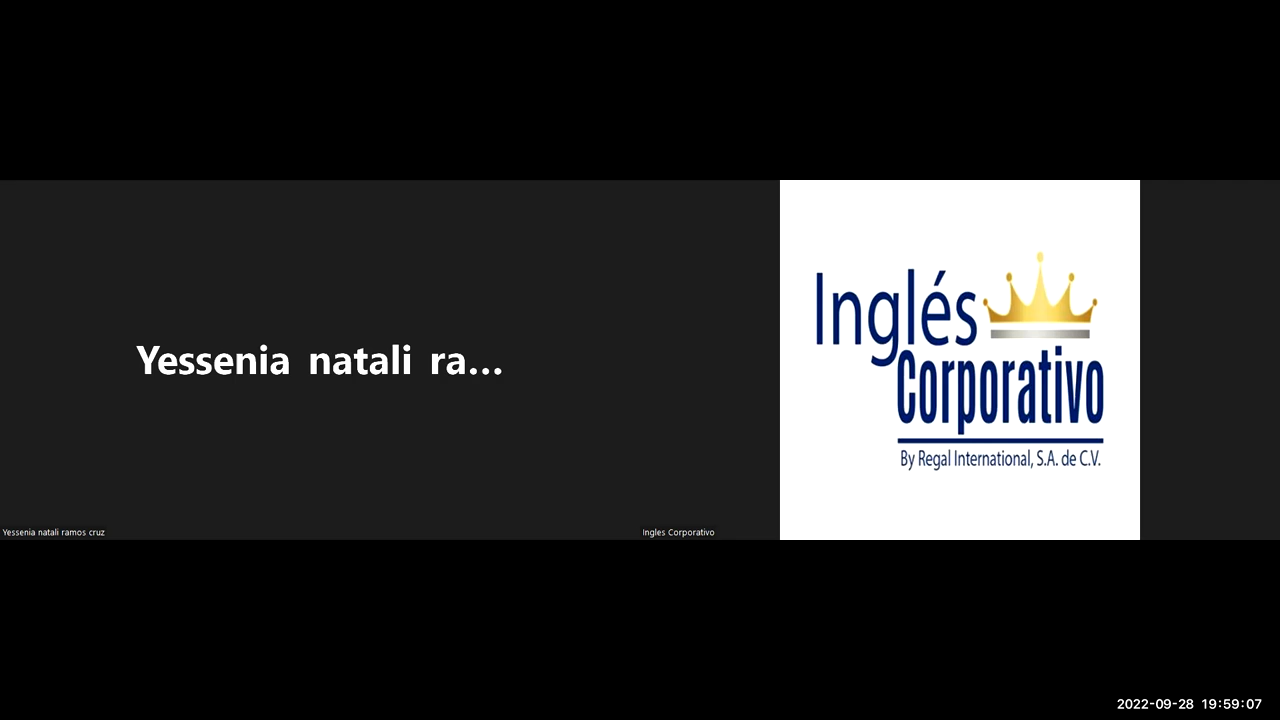 Yessenia natali ra...
Inglés
Corporativo
By Regal International, S.A. de C.V.
Yessenia natali ramos cruz
Ingles Corporativo
2022-09-28 19:59:07